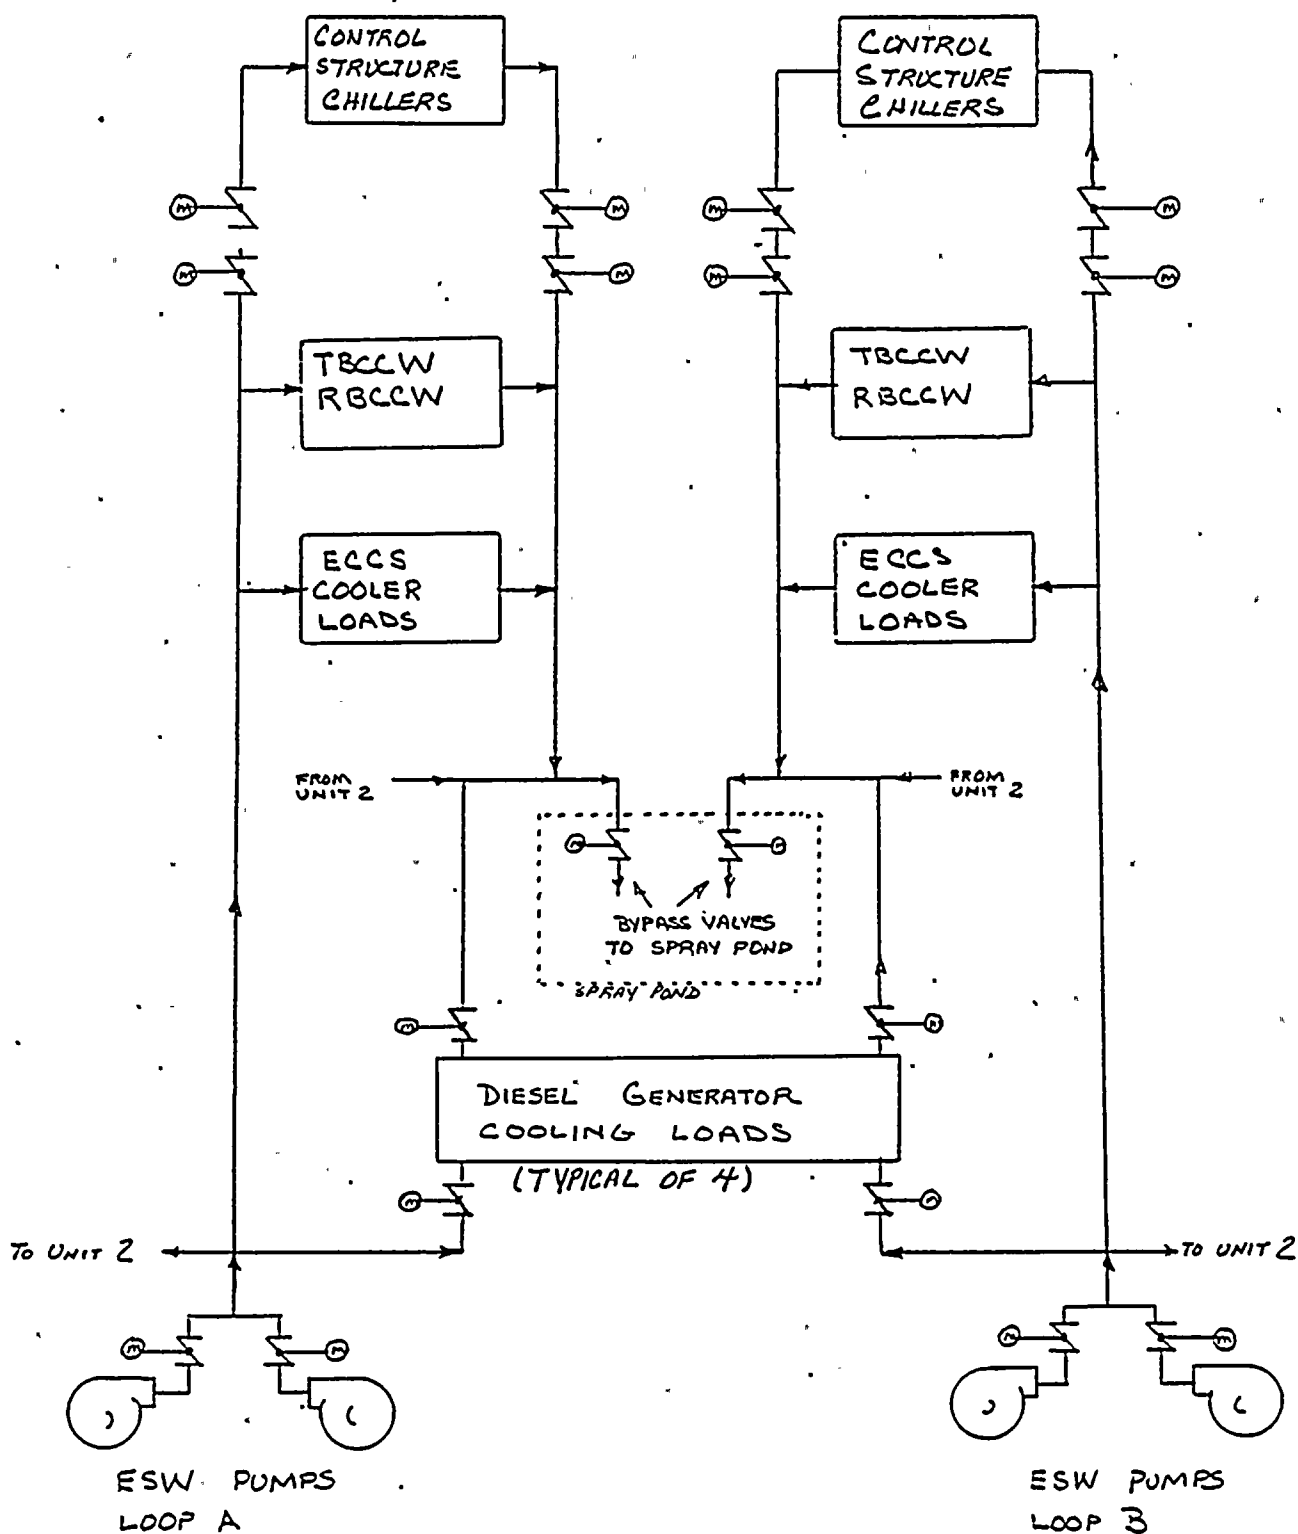 CONTROL
STRUCTURE
CHILLERS
CONTROL
STRUCTURE
CHILLERS
M
M
M
M
M
M
M
M
TBCCW
RBCCW
TBCCW
RBCCW
ECCS
COOLER
LOADS
ECCS
COOLER
LOADS
FROM
UNIT 2
FROM
UNIT 2
M
BYPASS VALVES
TO SPRAY POND
SPRAY POND
M
DIESEL GENERATOR
COOLING LOADS
(TYPICAL OF 4)
M
TO UNIT 2
TO UNIT 2
M
M
M
M
ESW PUMPS
LOOP A
ESW PUMPS
LOOP B